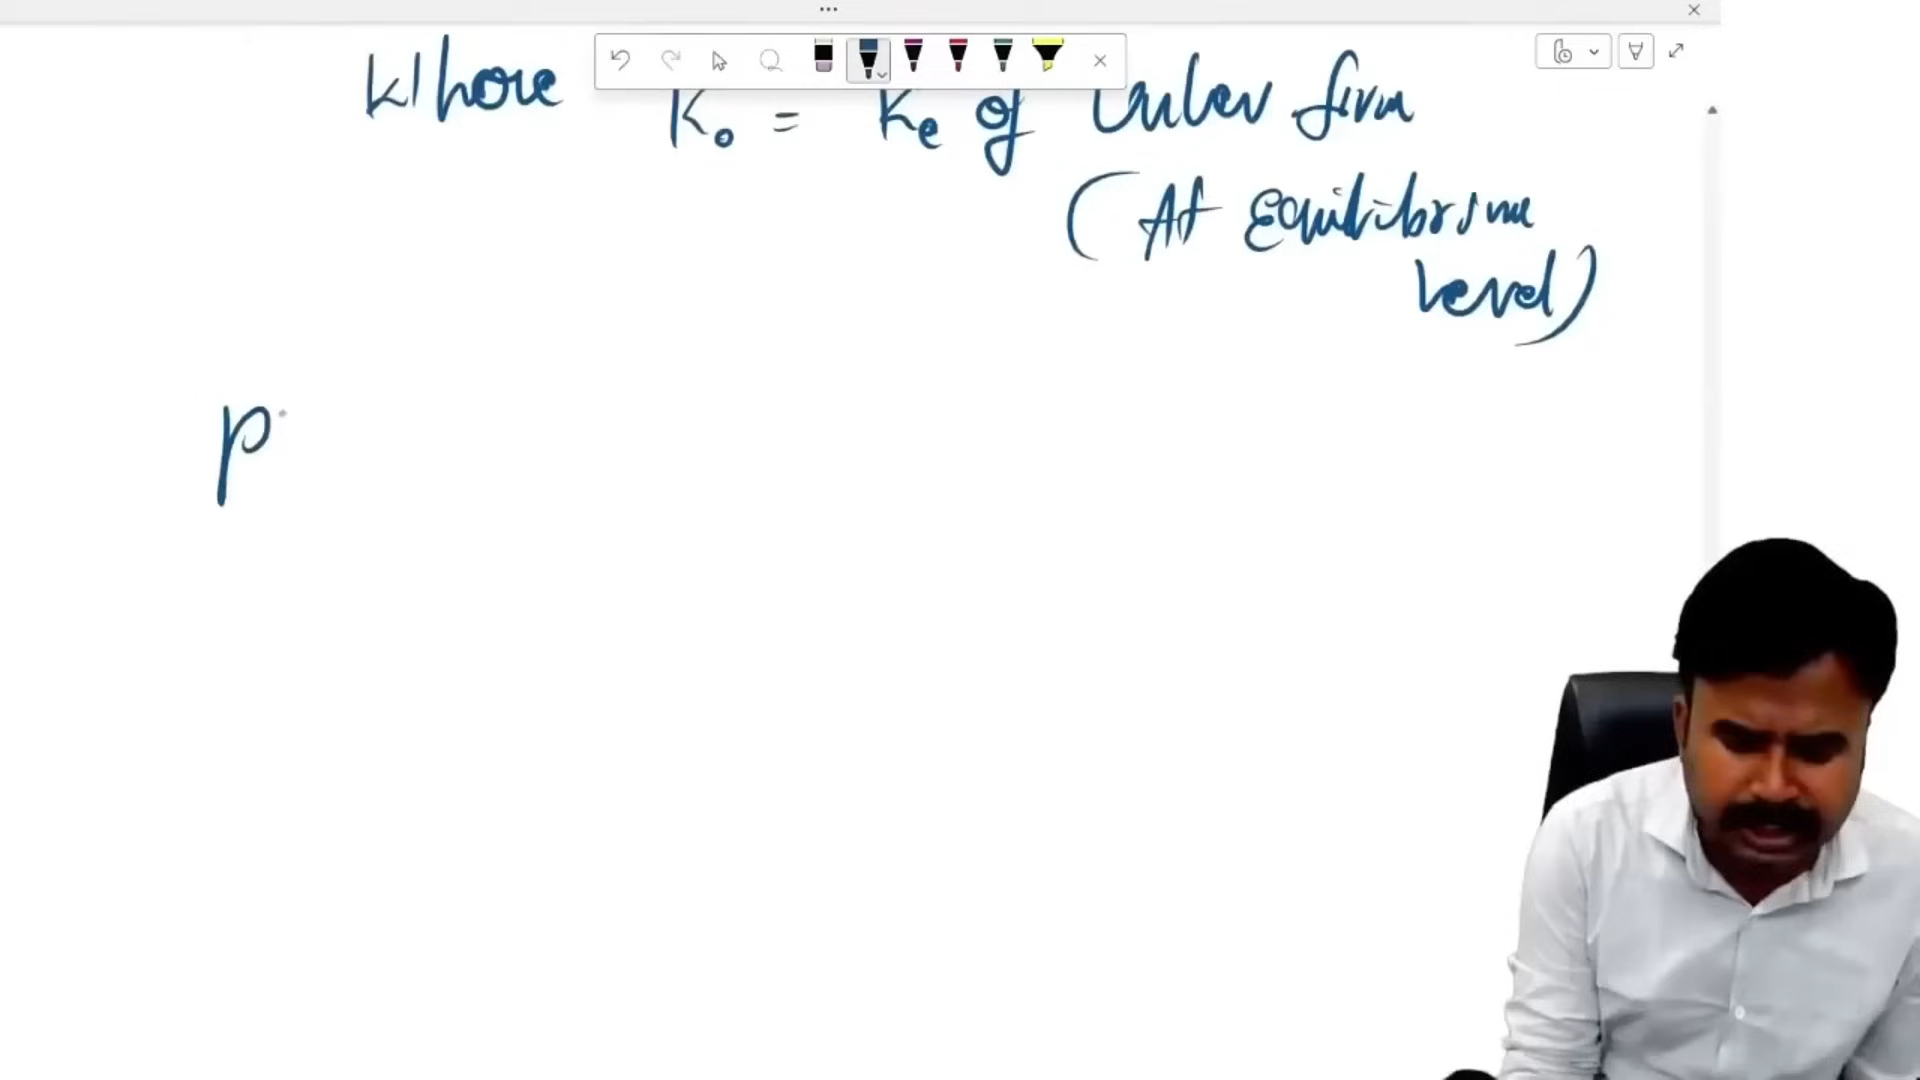 Where K₀ = Ke of Unlev firm
(At Equilibrium
Level)
P